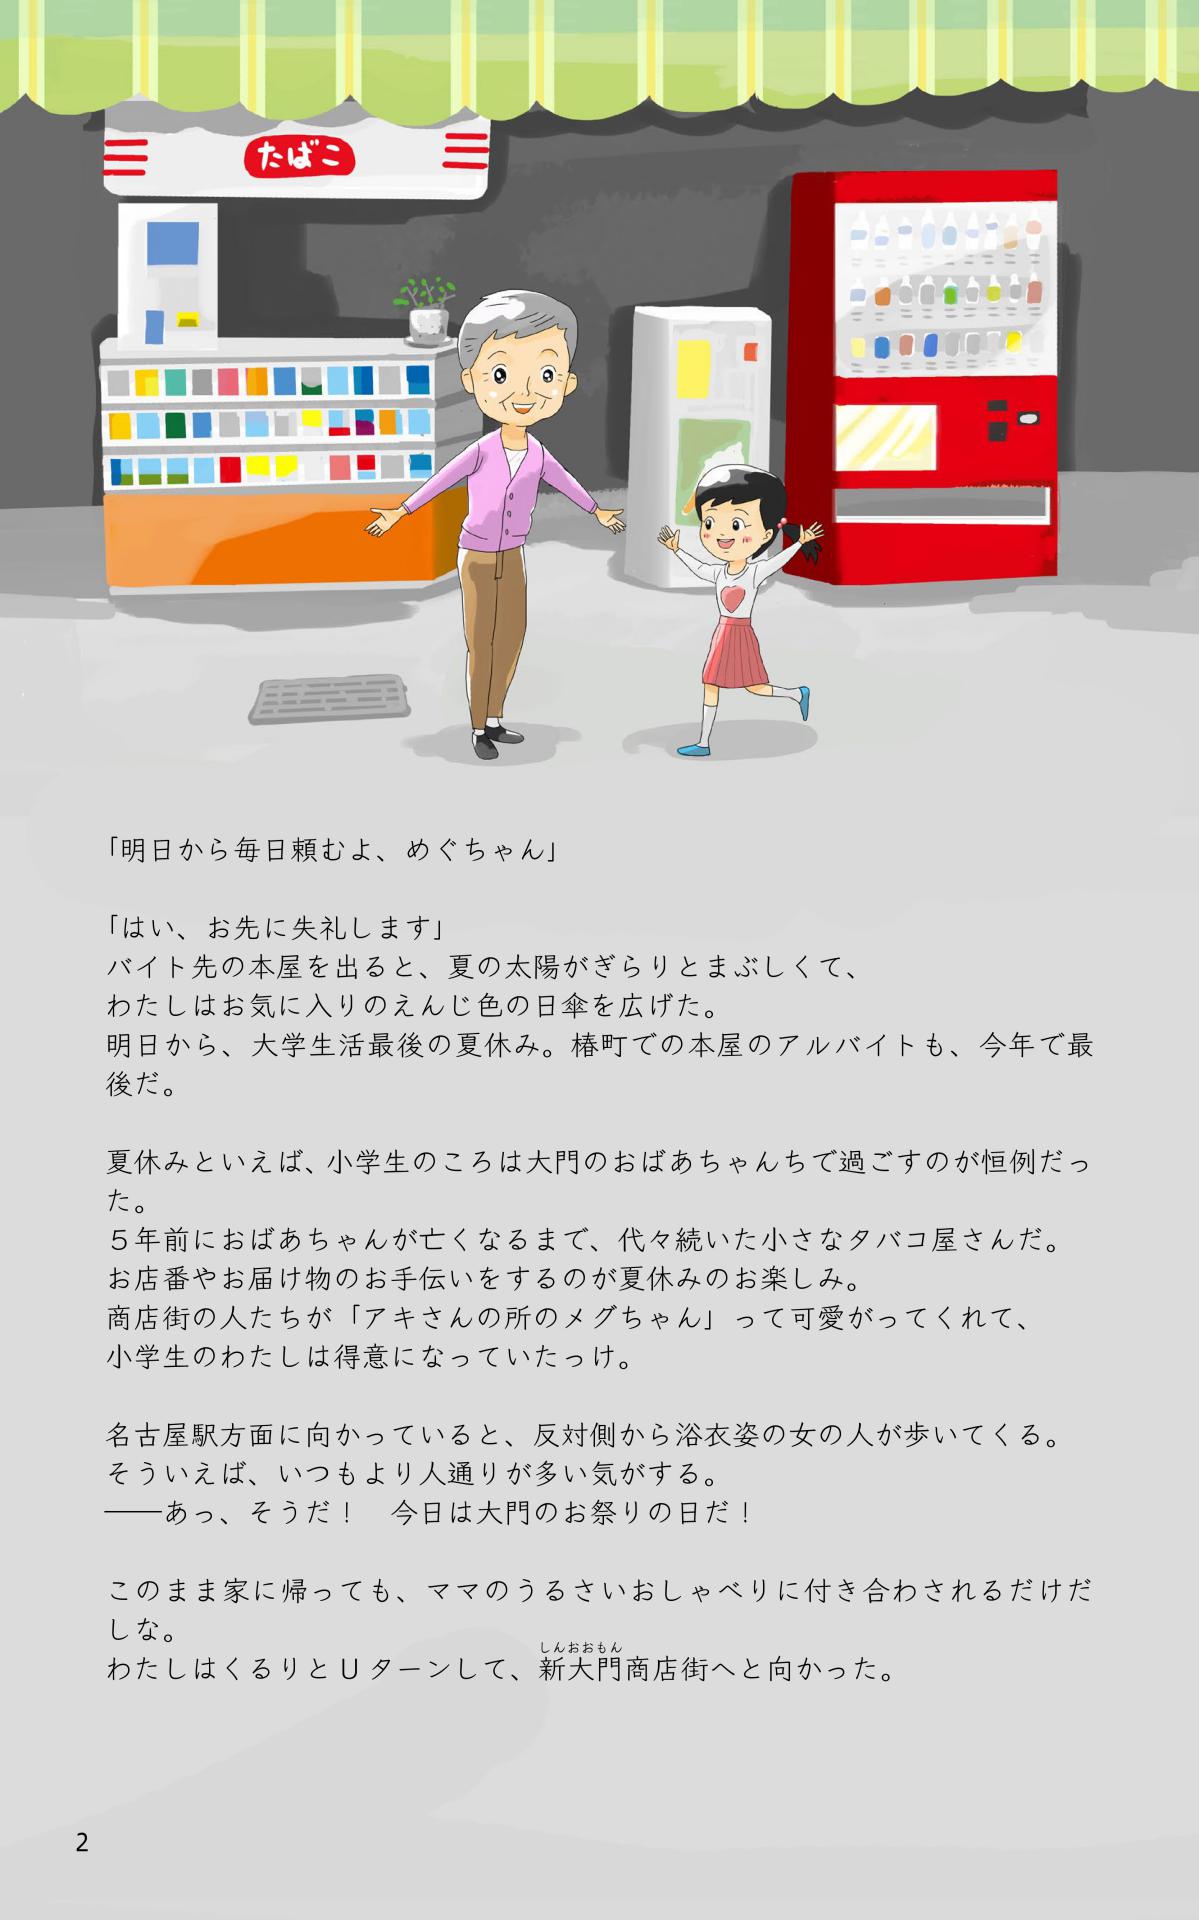 たばこ
「明日から毎日頼むよ、めぐちゃん」
「はい、お先に失礼します」
バイト先の本屋を出ると、夏の太陽がぎらりとまぶしくて、
わたしはお気に入りのえんじ色の日傘を広げた。
明日から、大学生活最後の夏休み。椿町での本屋のアルバイトも、今年で最
後だ。
夏休みといえば、小学生のころは大門のおばあちゃんちで過ごすのが恒例だっ
た。
５年前におばあちゃんが亡くなるまで、代々続いた小さなタバコ屋さんだ。
お店番やお届け物のお手伝いをするのが夏休みのお楽しみ。
商店街の人たちが「アキさんの所のメグちゃん」って可愛がってくれて、
小学生のわたしは得意になっていたっけ。
名古屋駅方面に向かっていると、反対側から浴衣姿の女の人が歩いてくる。
そういえば、いつもより人通りが多い気がする。
――あっ、そうだ！　今日は大門のお祭りの日だ！
このまま家に帰っても、ママのうるさいおしゃべりに付き合わされるだけだ
しな。
しんおおもん
わたしはくるりとＵターンして、新大門商店街へと向かった。
2